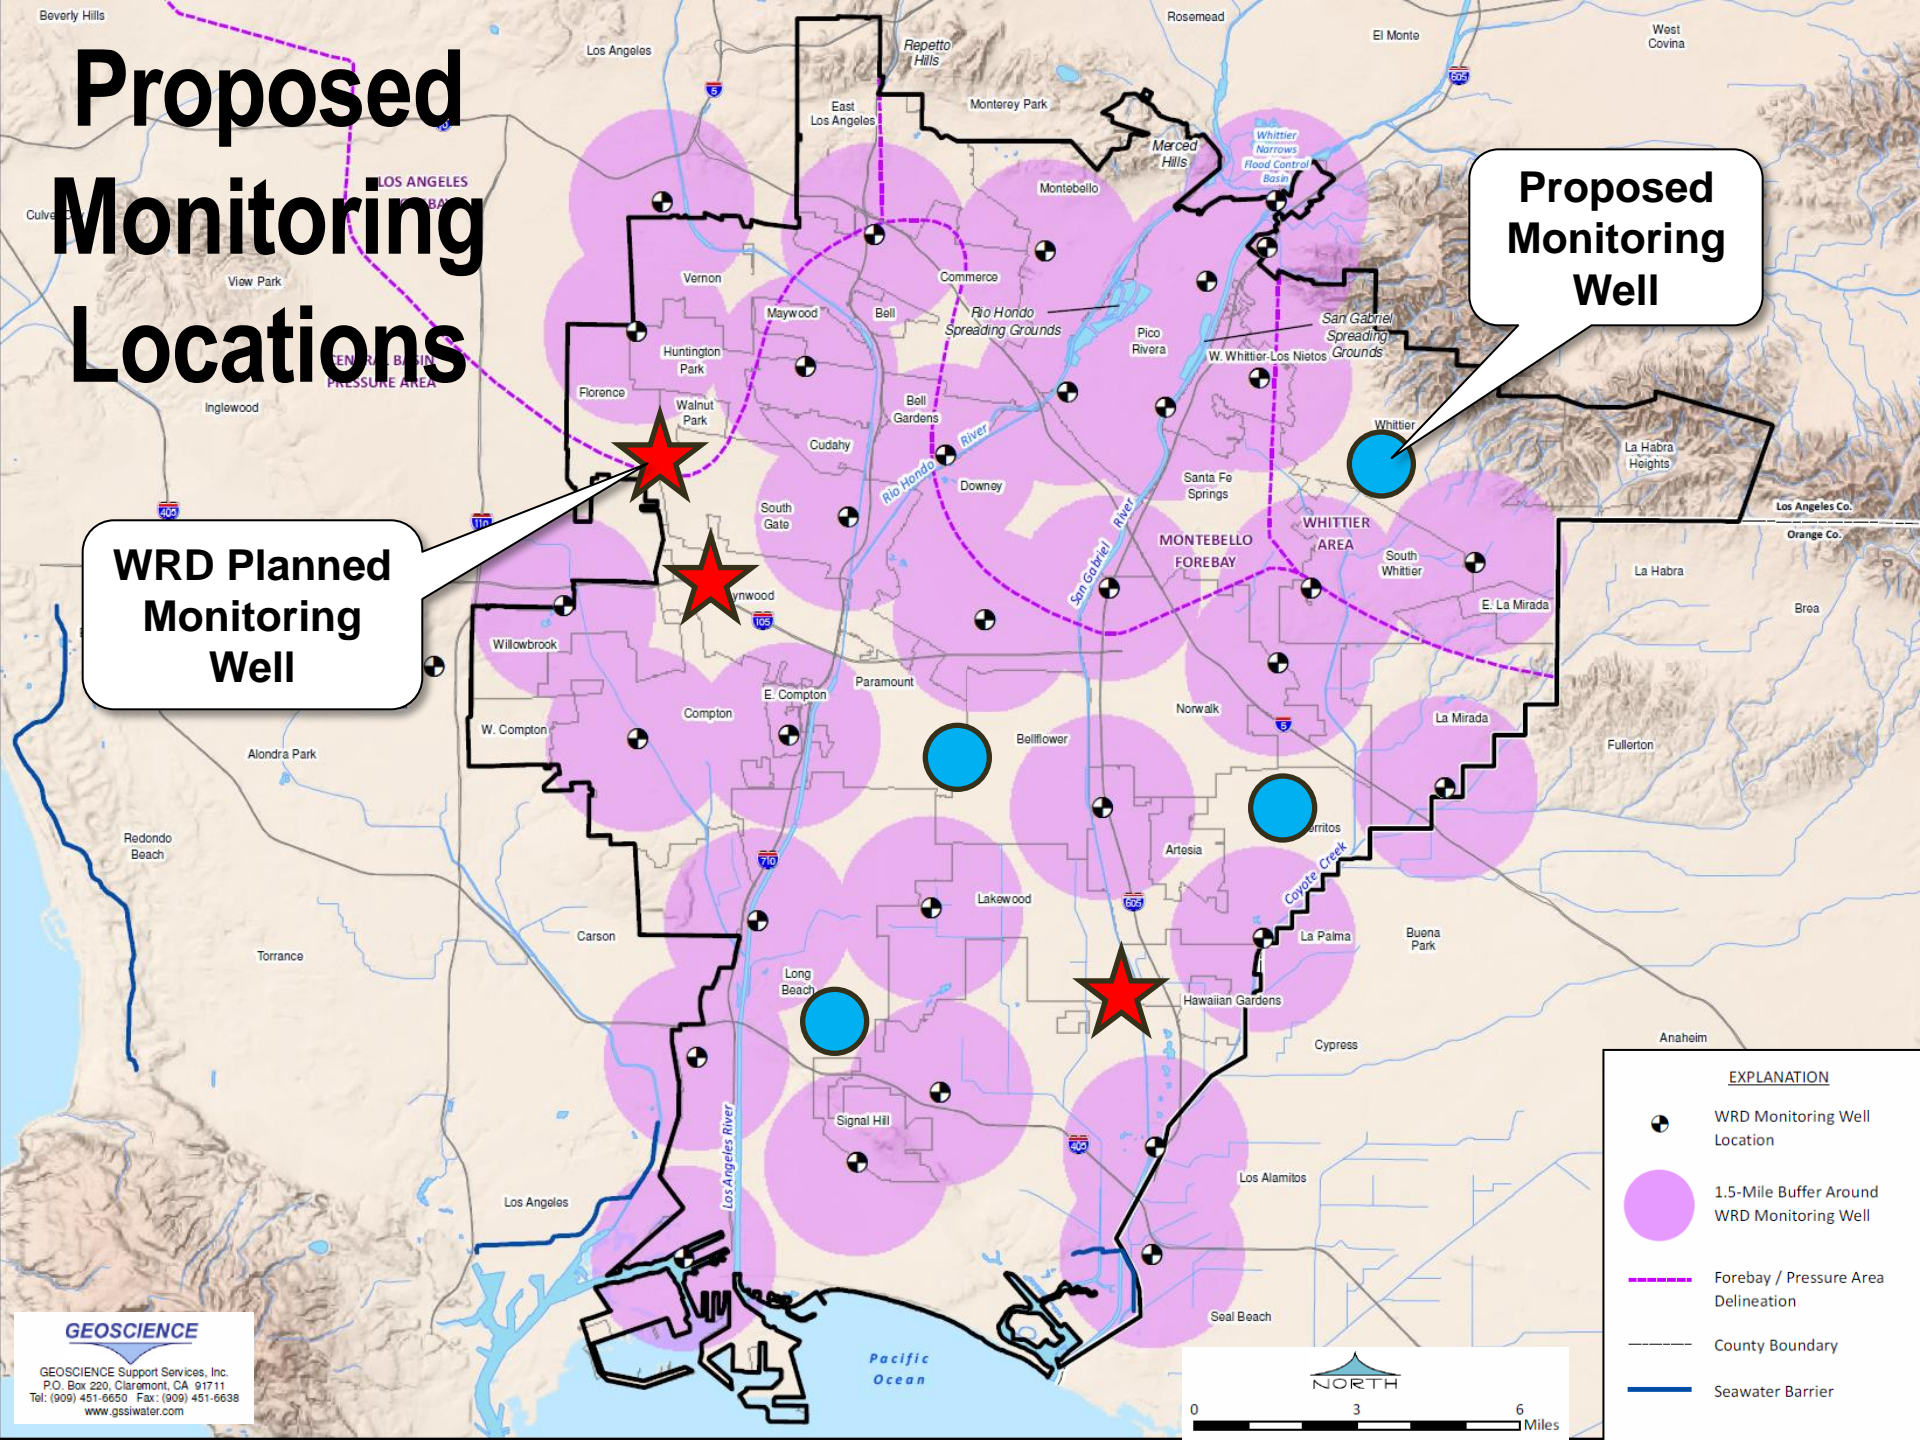 Proposed
Monitoring
Locations
Beverly Hills
Los Angeles
Repetto
Hills
Rosemead
El Monte
West
Covina
605
5
East
Los Angeles
Monterey Park
Merced
Hills
Whittier
Narrows
Flood Control
Basin
LOS ANGELES
Montebello
Proposed
Monitoring
Well
View Park
Vernon
Commerce
Maywood
Bell
Rio Hondo
Spreading Grounds
Pico
Rivera
San Gabriel
Spreading
Grounds
W. Whittier-Los Nietos
Huntington
Park
PRESSURE AREA
Inglewood
Florence
Walnut
Park
Bell
Gardens
Cudahy
Rio Hondo
River
Whittier
La Habra
Heights
Downey
Santa Fe
Springs
South
Gate
405
110
Los Angeles Co.
Orange Co.
WRD Planned
Monitoring
Well
San Gabriel
River
MONTEBELLO
FOREBAY
WHITTIER
AREA
South
Whittier
La Habra
E. La Mirada
Brea
105
Willowbrook
Paramount
E. Compton
Compton
W. Compton
Norwalk
La Mirada
Bellflower
Alondra Park
5
Fullerton
Redondo
Beach
Artesia
Coyote Creek
710
605
Lakewood
Carson
La Palma
Buena
Park
Torrance
Long
Beach
Hawaiian Gardens
Cypress
Anaheim
Signal Hill
405
Los Angeles River
Los Alamitos
Los Angeles
Seal Beach
Pacific
Ocean
EXPLANATION
WRD Monitoring Well
Location
1.5-Mile Buffer Around
WRD Monitoring Well
Forebay / Pressure Area
Delineation
County Boundary
Seawater Barrier
GEOSCIENCE
GEOSCIENCE Support Services, Inc.
P.O. Box 220, Claremont, CA 91711
Tel: (909) 451-6650 Fax: (909) 451-6638
www.gssiwater.com
NORTH
0 3 6
Miles